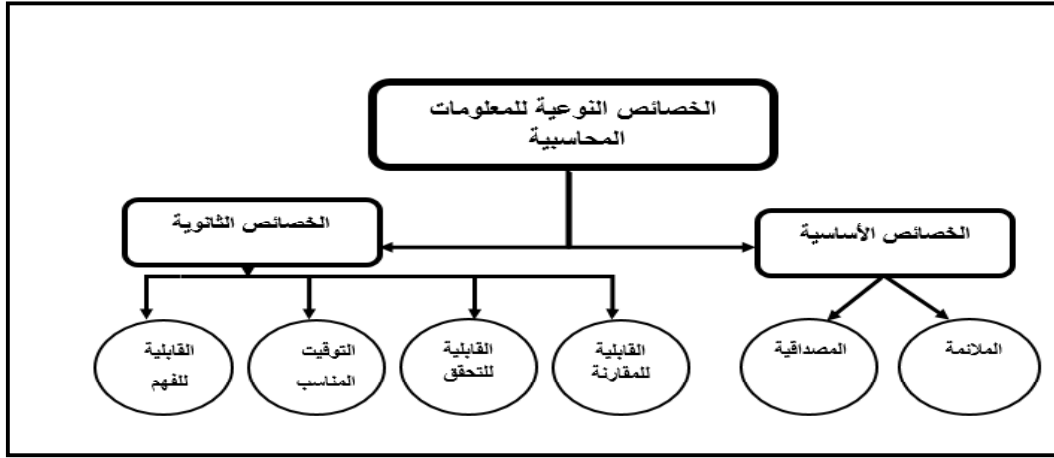 الخصائص النوعية للمعلومات
المحاسبية
الخصائص الأساسية
الخصائص الثانوية
الملائمة
المصداقية
القابلية
للمقارنة
القابلية
للتحقق
التوقيت
المناسب
القابلية
للفهم